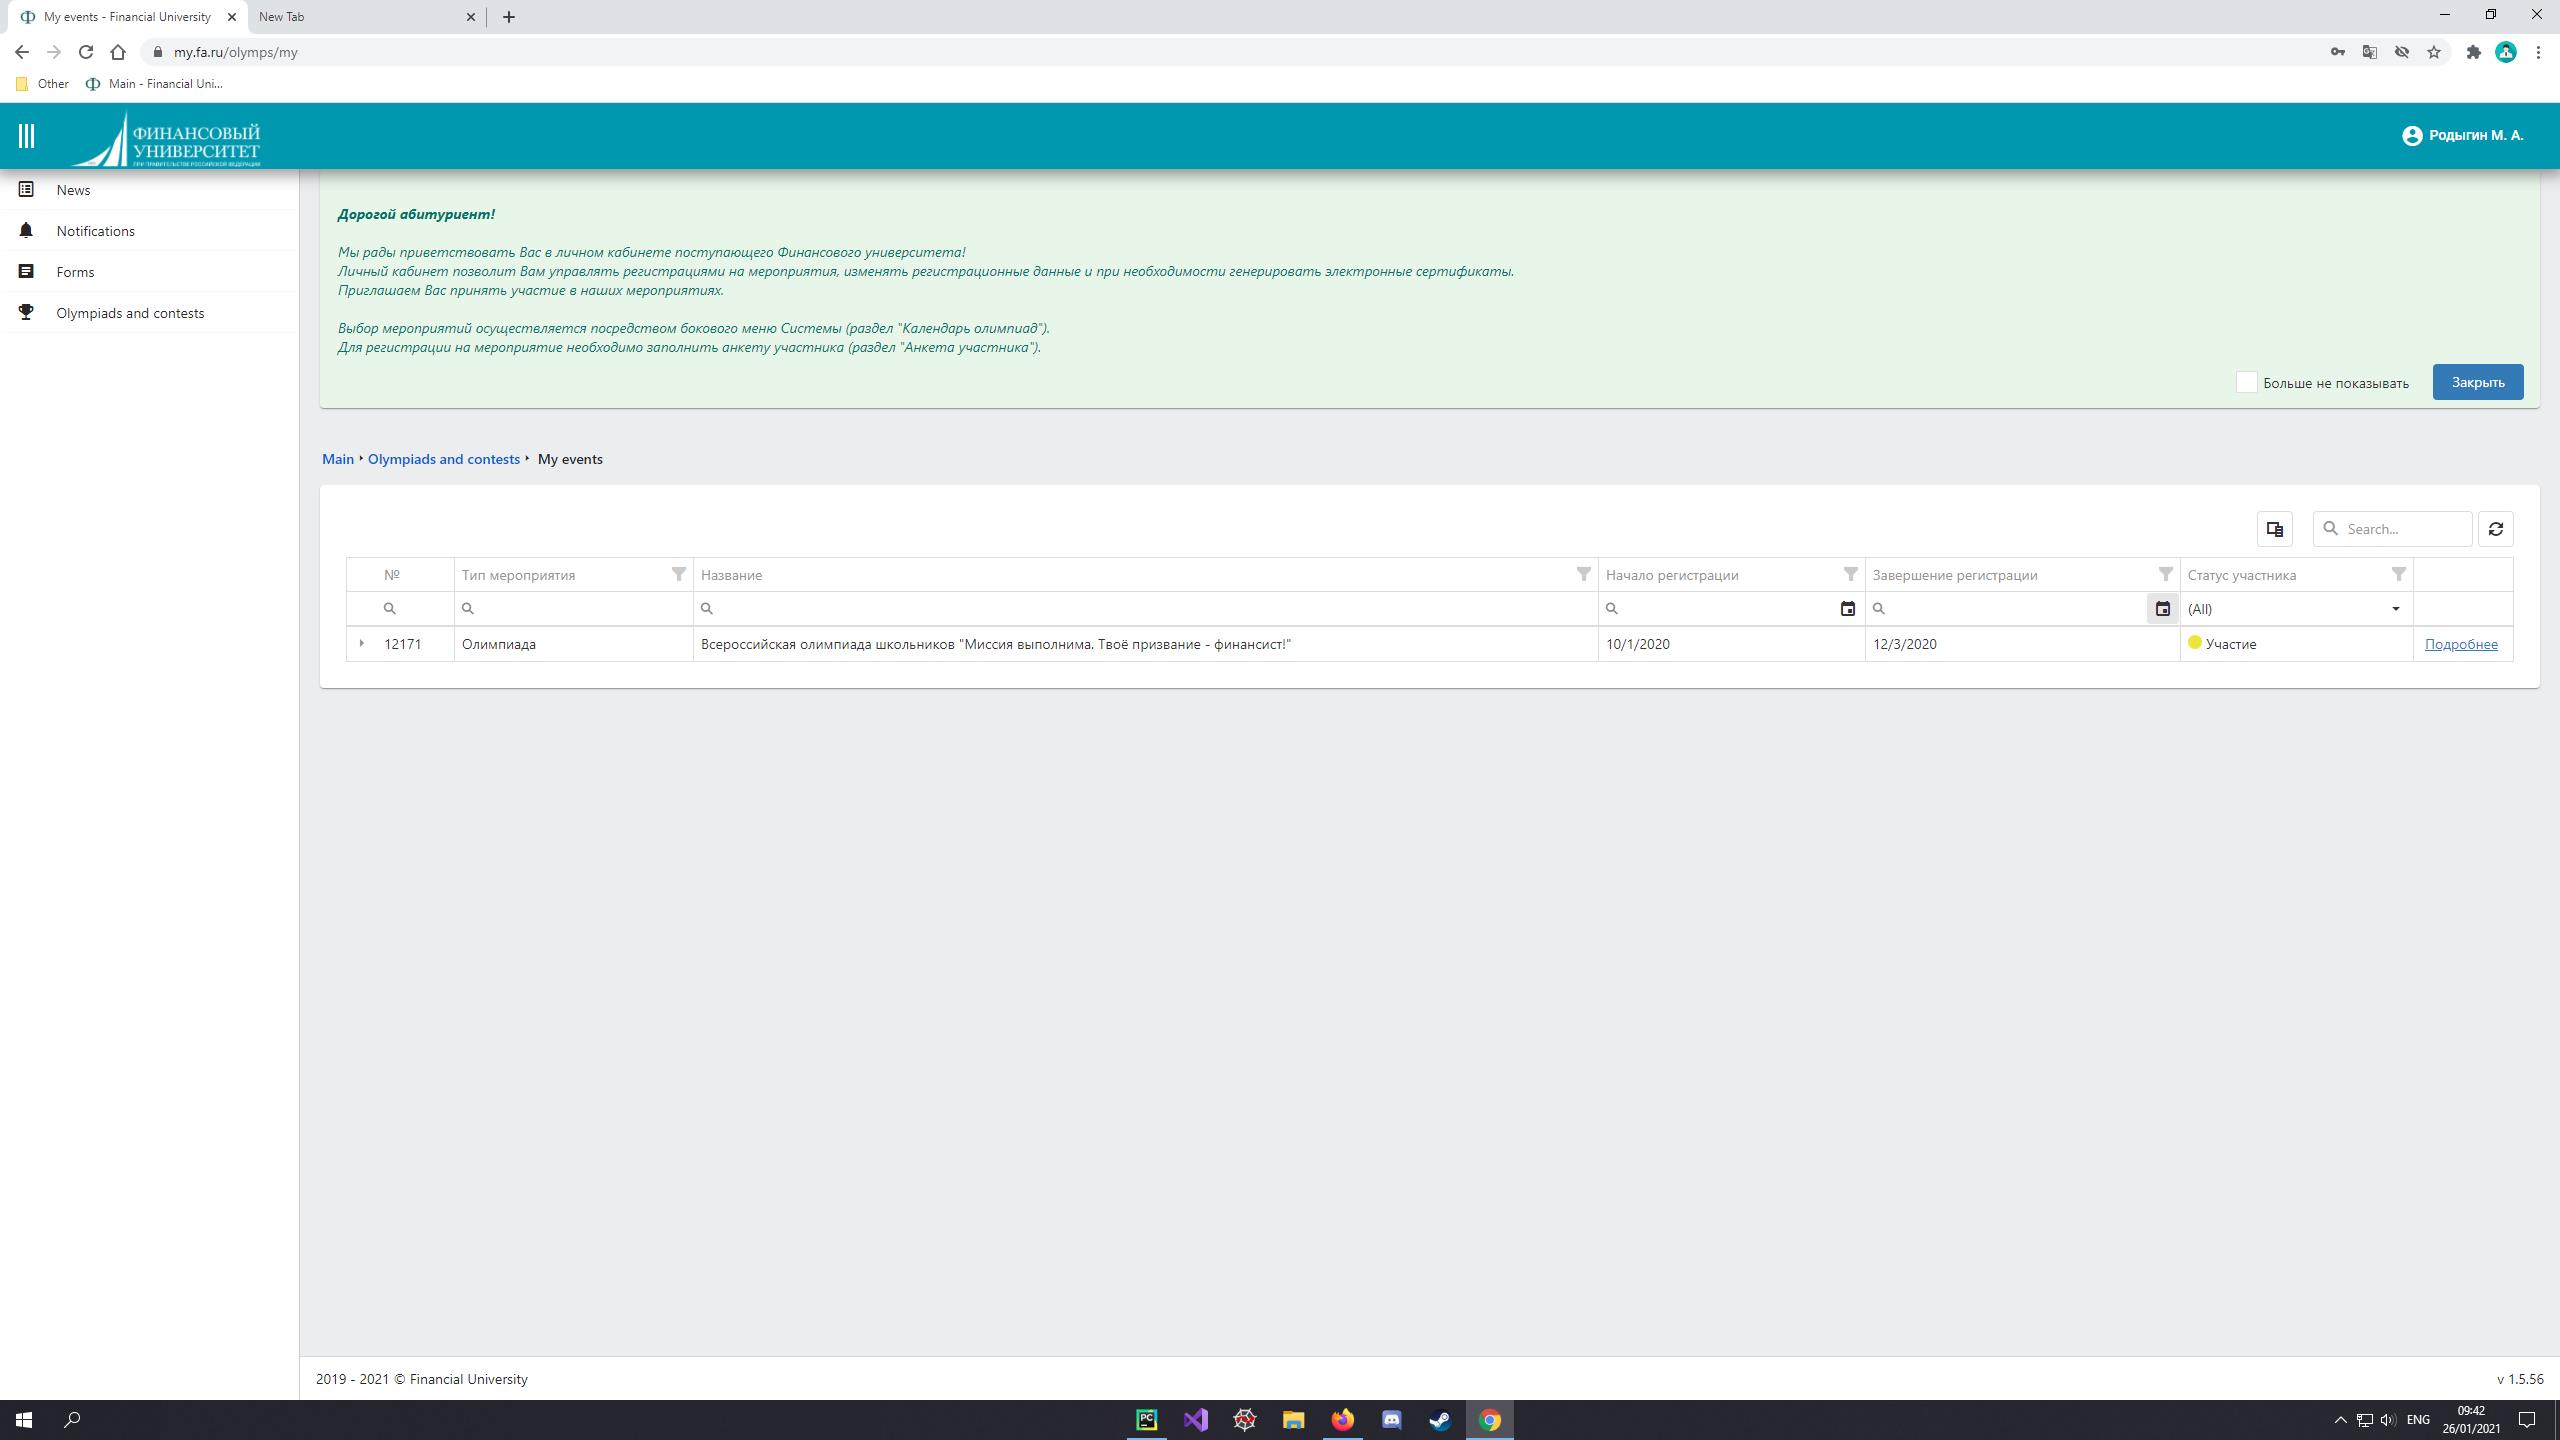 My events - Financial University
New Tab
my.fa.ru/olymps/my
Other
Main - Financial Uni...
ФИНАНСОВЫЙ
УНИВЕРСИТЕТ
ПРИ ПРАВИТЕЛЬСТВЕ РОССИЙСКОЙ ФЕДЕРАЦИИ
Родыгин М. А.
News
Notifications
Forms
Olympiads and contests
Дорогой абитуриент!
Мы рады приветствовать Вас в личном кабинете поступающего Финансового университета!
Личный кабинет позволит Вам управлять регистрациями на мероприятия, изменять регистрационные данные и при необходимости генерировать электронные сертификаты.
Приглашаем Вас принять участие в наших мероприятиях.
Выбор мероприятий осуществляется посредством бокового меню Системы (раздел "Календарь олимпиад").
Для регистрации на мероприятие необходимо заполнить анкету участника (раздел "Анкета участника").
Больше не показывать
Закрыть
Main Olympiads and contests My events
Search...
№ Тип мероприятия Название Начало регистрации Завершение регистрации Статус участника
(All)
12171 Олимпиада Всероссийская олимпиада школьников "Миссия выполнима. Твоё призвание - финансист!" 10/1/2020 12/3/2020 Участие Подробнее
2019 - 2021 © Financial University
v 1.5.56
PC
ENG
09:42
26/01/2021